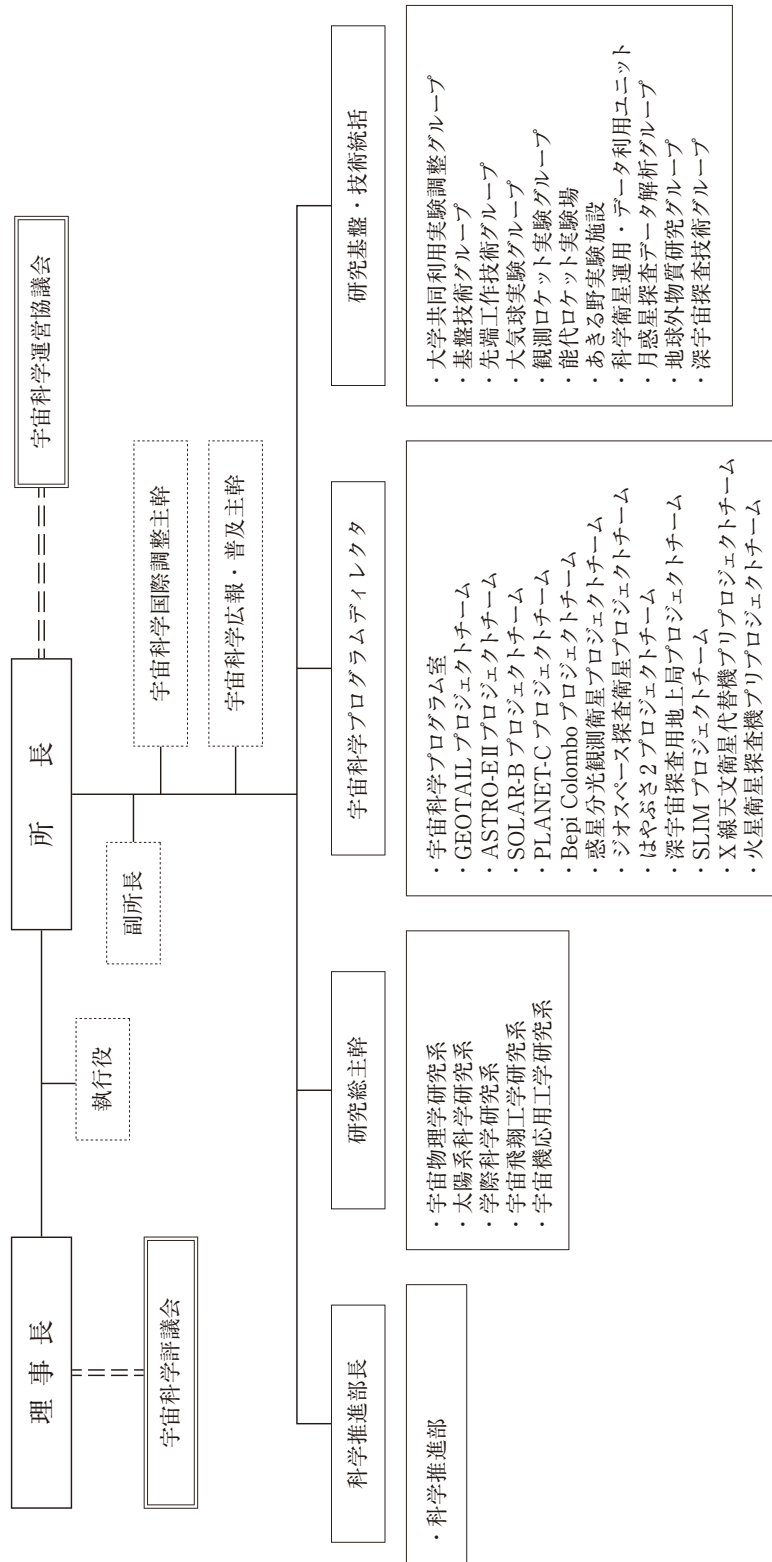 理事長
宇宙科学評議会
執行役
所長
宇宙科学運営協議会
副所長
宇宙科学国際調整主幹
宇宙科学広報・普及主幹
科学推進部長
・科学推進部
研究総主幹
・宇宙物理学研究系
・太陽系科学研究系
・学際科学研究系
・宇宙飛翔工学研究系
・宇宙機応用工学研究系
宇宙科学プログラムディレクタ
・宇宙科学プログラム室
・GEOTAIL プロジェクトチーム
・ASTRO-EII プロジェクトチーム
・SOLAR-B プロジェクトチーム
・PLANET-C プロジェクトチーム
・Bepi Colombo プロジェクトチーム
・惑星分光観測衛星プロジェクトチーム
・ジオスペース探査衛星プロジェクトチーム
・はやぶさ2プロジェクトチーム
・深宇宙探査用地上局プロジェクトチーム
・SLIM プロジェクトチーム
・X線天文衛星代替機プリプロジェクトチーム
・火星衛星探査機プリプロジェクトチーム
研究基盤・技術統括
・大学共同利用実験調整グループ
・基盤技術グループ
・先端工作技術グループ
・大気球実験グループ
・観測ロケット実験グループ
・能代ロケット実験場
・あきる野実験施設
・科学衛星運用・データ利用ユニット
・月惑星探査データ解析グループ
・地球外物質研究グループ
・深宇宙探査技術グループ